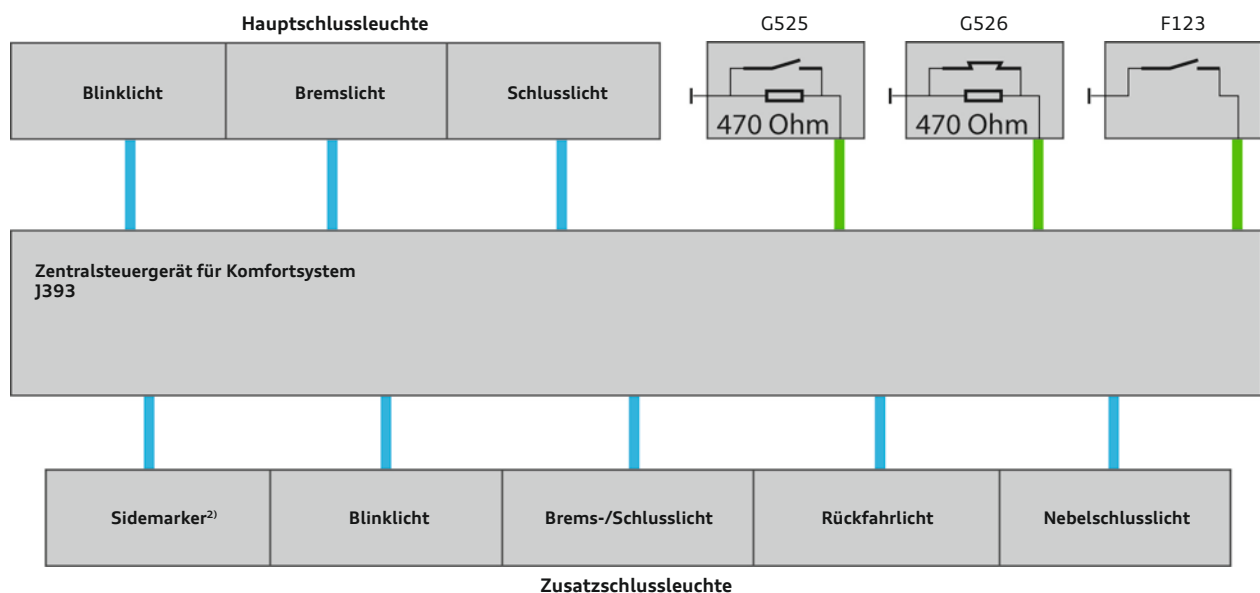 Hauptschlussleuchte
G525
G526
F123
Blinklicht
Bremslicht
Schlusslicht
470 Ohm
470 Ohm
Zentralsteuergerät für Komfortsystem
J393
Sidemarker²⁾
Blinklicht
Brems-/Schlusslicht
Rückfahrlicht
Nebelschlusslicht
Zusatzschlussleuchte